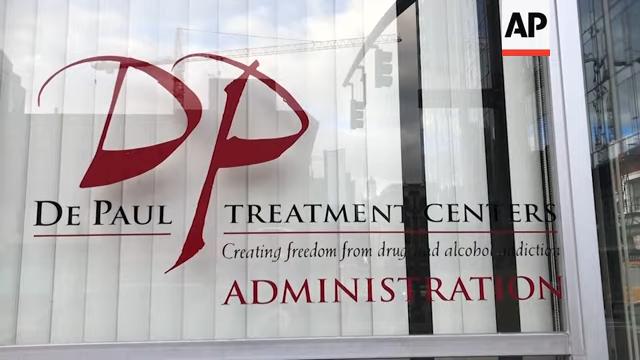 AP
DP
DE PAUL TREATMENT CENTERS
Creating freedom from drug and alcohol addiction
ADMINISTRATION